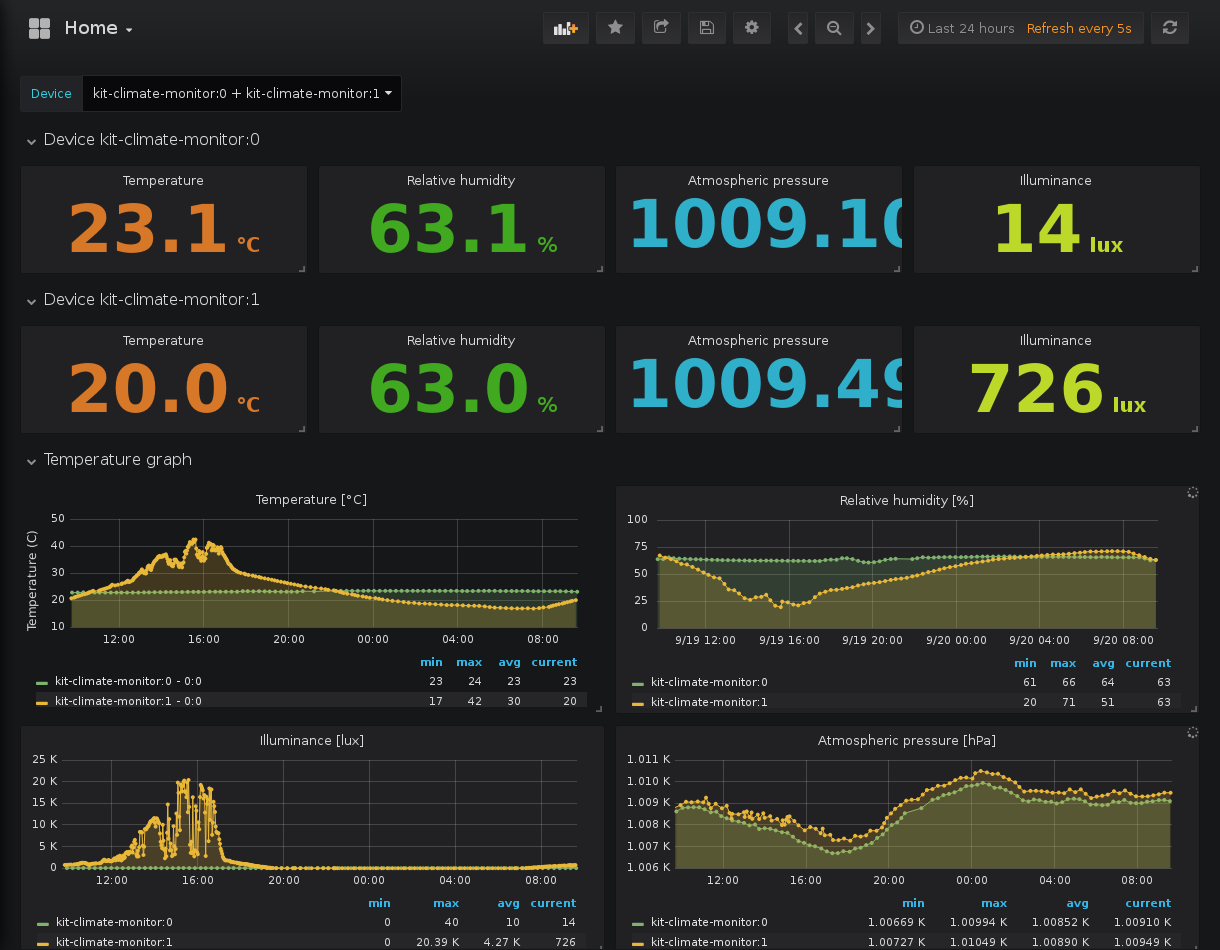 Home
Last 24 hours Refresh every 5s
Device kit-climate-monitor:0 + kit-climate-monitor:1
Device kit-climate-monitor:0
Temperature Relative humidity Atmospheric pressure Illuminance
23.1 °C 63.1 % 1009.10 14 lux
Device kit-climate-monitor:1
Temperature Relative humidity Atmospheric pressure Illuminance
20.0 °C 63.0 % 1009.49 726 lux
Temperature graph
Temperature [°C]
Temperature (C)
50
40
30
20
10
12:00 16:00 20:00 00:00 04:00 08:00
min max avg current
kit-climate-monitor:0 - 0:0 23 24 23 23
kit-climate-monitor:1 - 0:0 17 42 30 20
Relative humidity [%]
100
75
50
25
0
9/19 12:00 9/19 16:00 9/19 20:00 9/20 00:00 9/20 04:00 9/20 08:00
min max avg current
kit-climate-monitor:0 61 66 64 63
kit-climate-monitor:1 20 71 51 63
Illuminance [lux]
25 K
20 K
15 K
10 K
5 K
0
12:00 16:00 20:00 00:00 04:00 08:00
min max avg current
kit-climate-monitor:0 0 40 10 14
kit-climate-monitor:1 0 20.39 K 4.27 K 726
Atmospheric pressure [hPa]
1.011 K
1.010 K
1.009 K
1.008 K
1.007 K
1.006 K
12:00 16:00 20:00 00:00 04:00 08:00
min max avg current
kit-climate-monitor:0 1.00669 K 1.00994 K 1.00852 K 1.00910 K
kit-climate-monitor:1 1.00727 K 1.01049 K 1.00890 K 1.00949 K